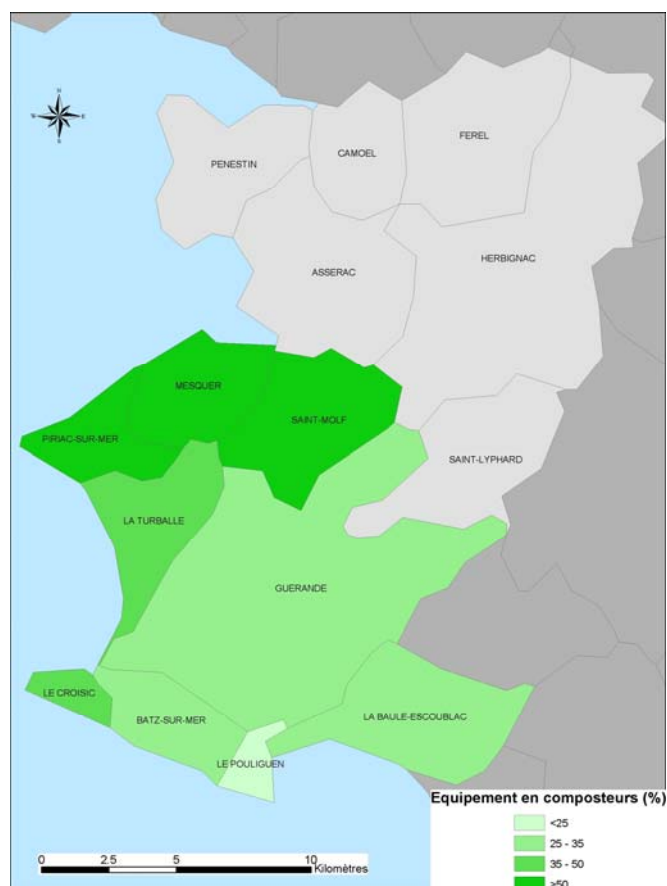 N
W E
S
PENESTIN
CAMOEL
FEREL
ASSERAC
HERBIGNAC
MESQUER
SAINT-MOLF
PIRIAC-SUR-MER
SAINT-LYPHARD
LA TURBALLE
GUERANDE
LE CROISIC
BATZ-SUR-MER
LA BAULE-ESCOUBLAC
LE POULIGUEN
Equipement en composteurs (%)
<25
25 - 35
35 - 50
>50
0 2.5 5 10
Kilomètres